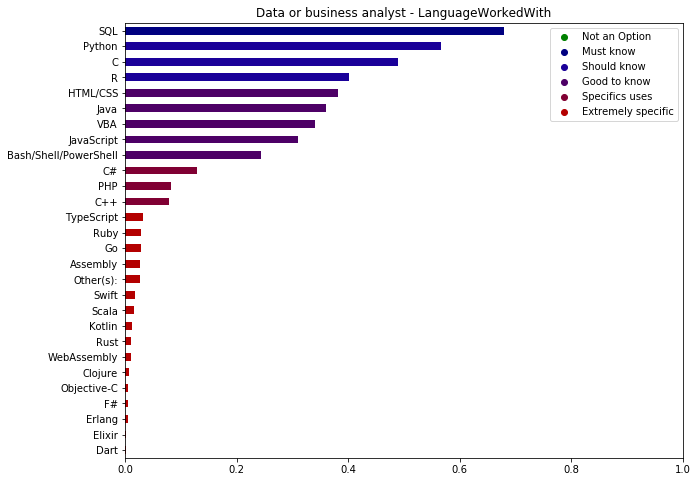 Data or business analyst - LanguageWorkedWith
SQL
Python
C
R
HTML/CSS
Java
VBA
JavaScript
Bash/Shell/PowerShell
C#
PHP
C++
TypeScript
Ruby
Go
Assembly
Other(s):
Swift
Scala
Kotlin
Rust
WebAssembly
Clojure
Objective-C
F#
Erlang
Elixir
Dart
Not an Option
Must know
Should know
Good to know
Specifics uses
Extremely specific
0.0 0.2 0.4 0.6 0.8 1.0